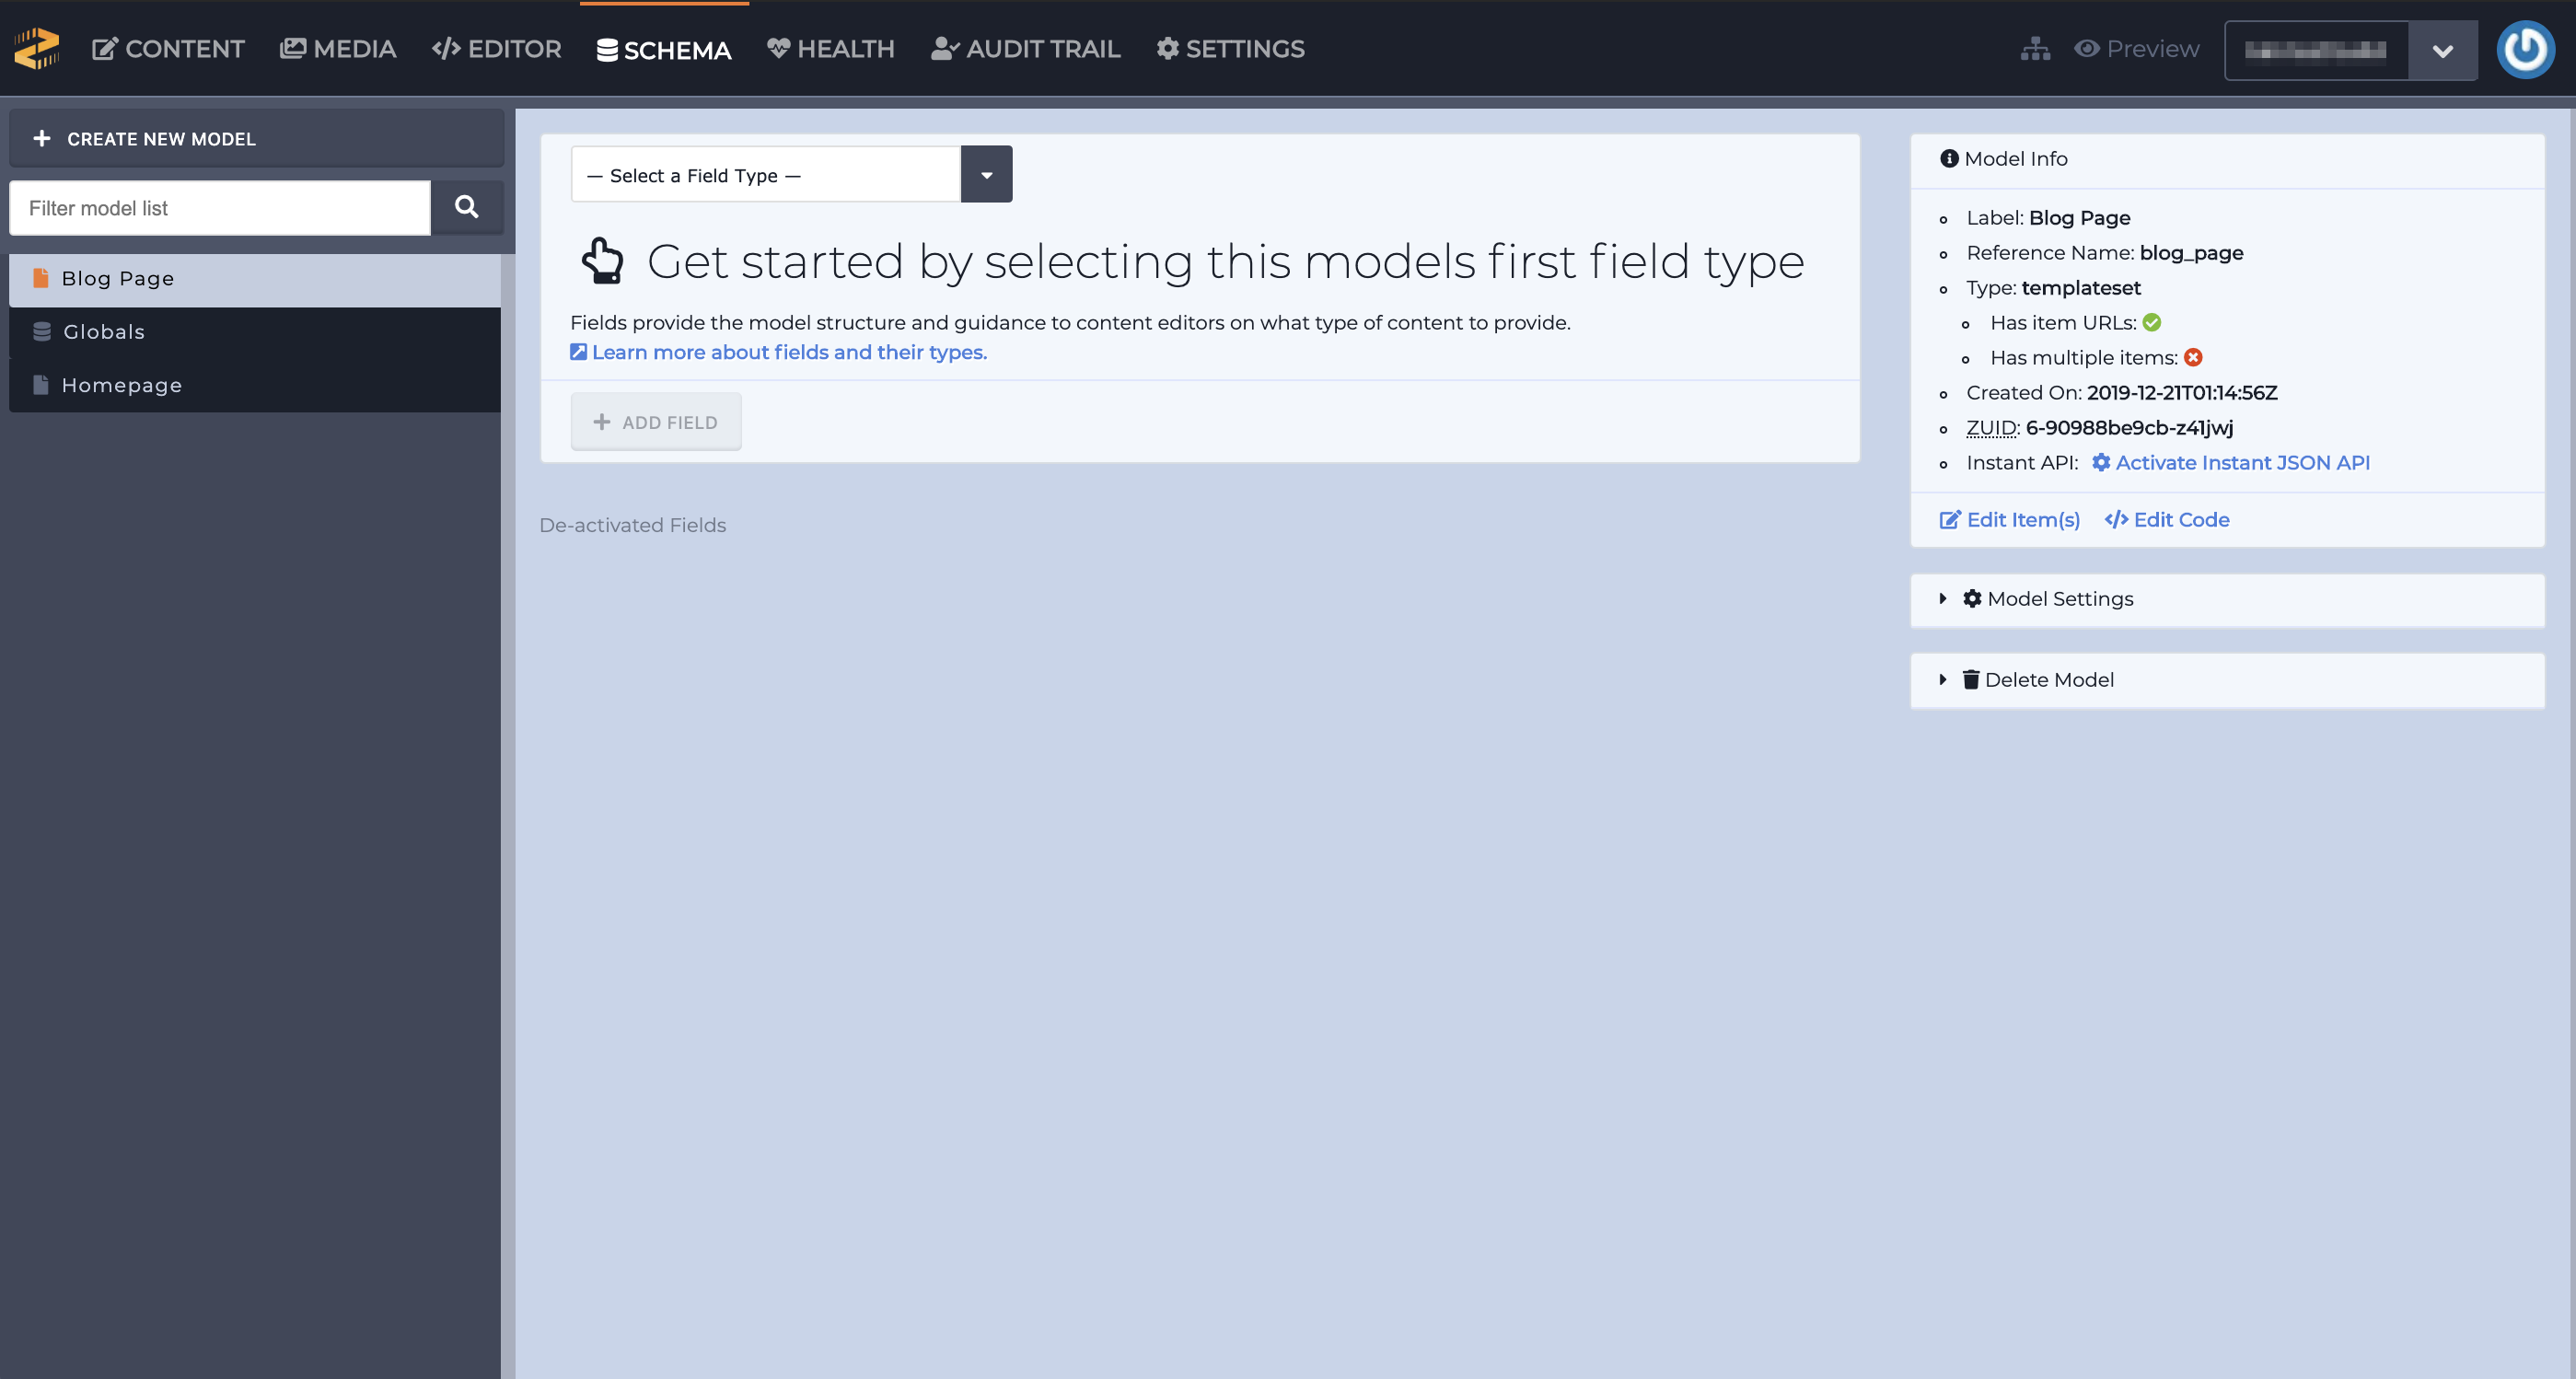 CONTENT MEDIA EDITOR SCHEMA HEALTH AUDIT TRAIL SETTINGS Preview
CREATE NEW MODEL
Filter model list
Blog Page
Globals
Homepage
— Select a Field Type —
Get started by selecting this models first field type
Fields provide the model structure and guidance to content editors on what type of content to provide.
Learn more about fields and their types.
ADD FIELD
De-activated Fields
Model Info
Label: Blog Page
Reference Name: blog_page
Type: templateset
Has item URLs:
Has multiple items:
Created On: 2019-12-21T01:14:56Z
ZUID: 6-90988be9cb-z41jwj
Instant API: Activate Instant JSON API
Edit Item(s) Edit Code
Model Settings
Delete Model